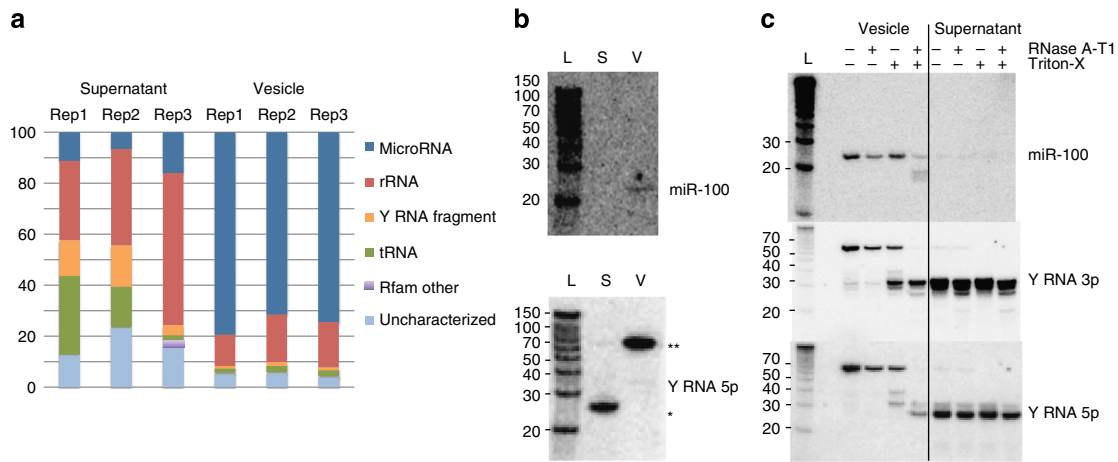 a
Supernatant Vesicle
Rep1 Rep2 Rep3 Rep1 Rep2 Rep3
100
80
60
40
20
0
MicroRNA
rRNA
Y RNA fragment
tRNA
Rfam other
Uncharacterized
b
L S V
150
100
70
50
40
30
20
miR-100
L S V
150
100
70
50
40
30
20
**
Y RNA 5p
*
c
Vesicle Supernatant
L − + − + − + − + RNase A-T1
− − + + − − + + Triton-X
30
20
miR-100
70
50
40
30
20
Y RNA 3p
70
50
40
30
20
Y RNA 5p